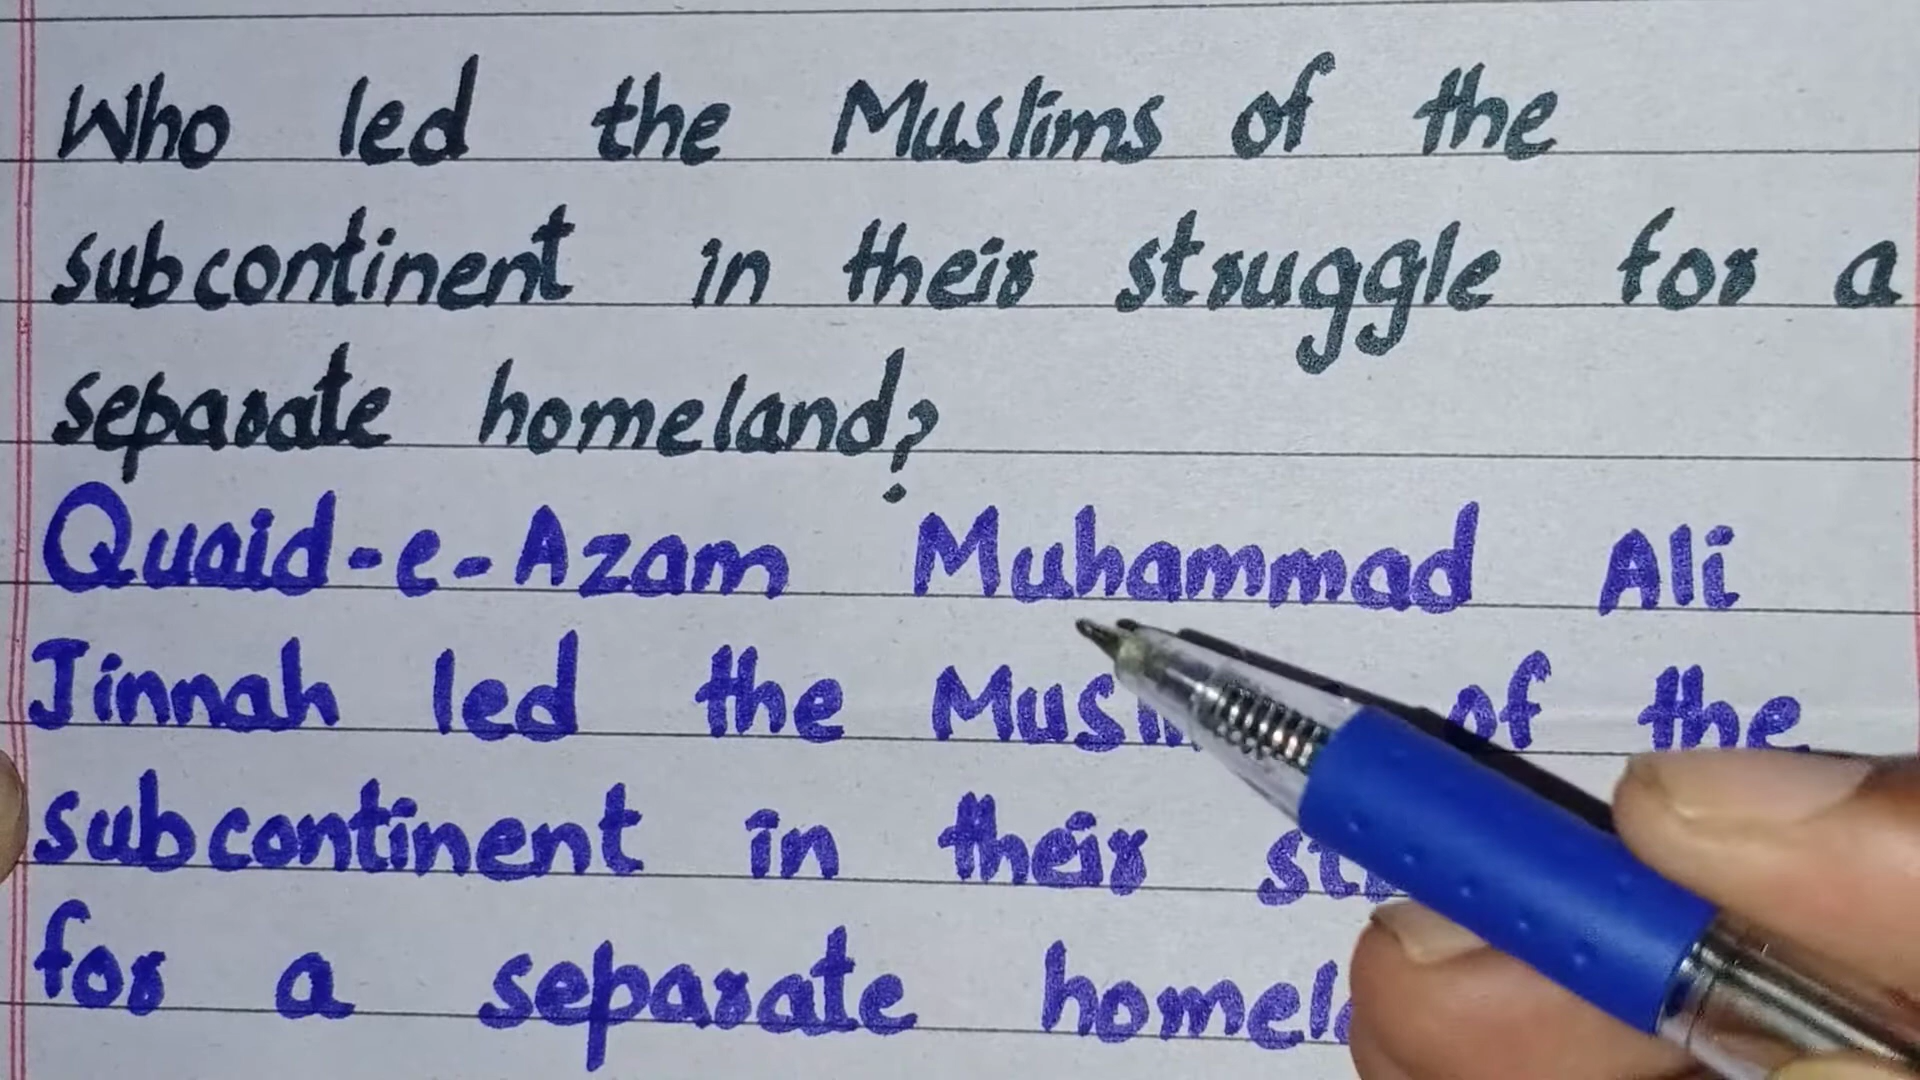 Who led the Muslims of the
subcontinent in their struggle for a
separate homeland?
Quaid-e-Azam Muhammad Ali
Jinnah led the of the
subcontinent in their
for a separate